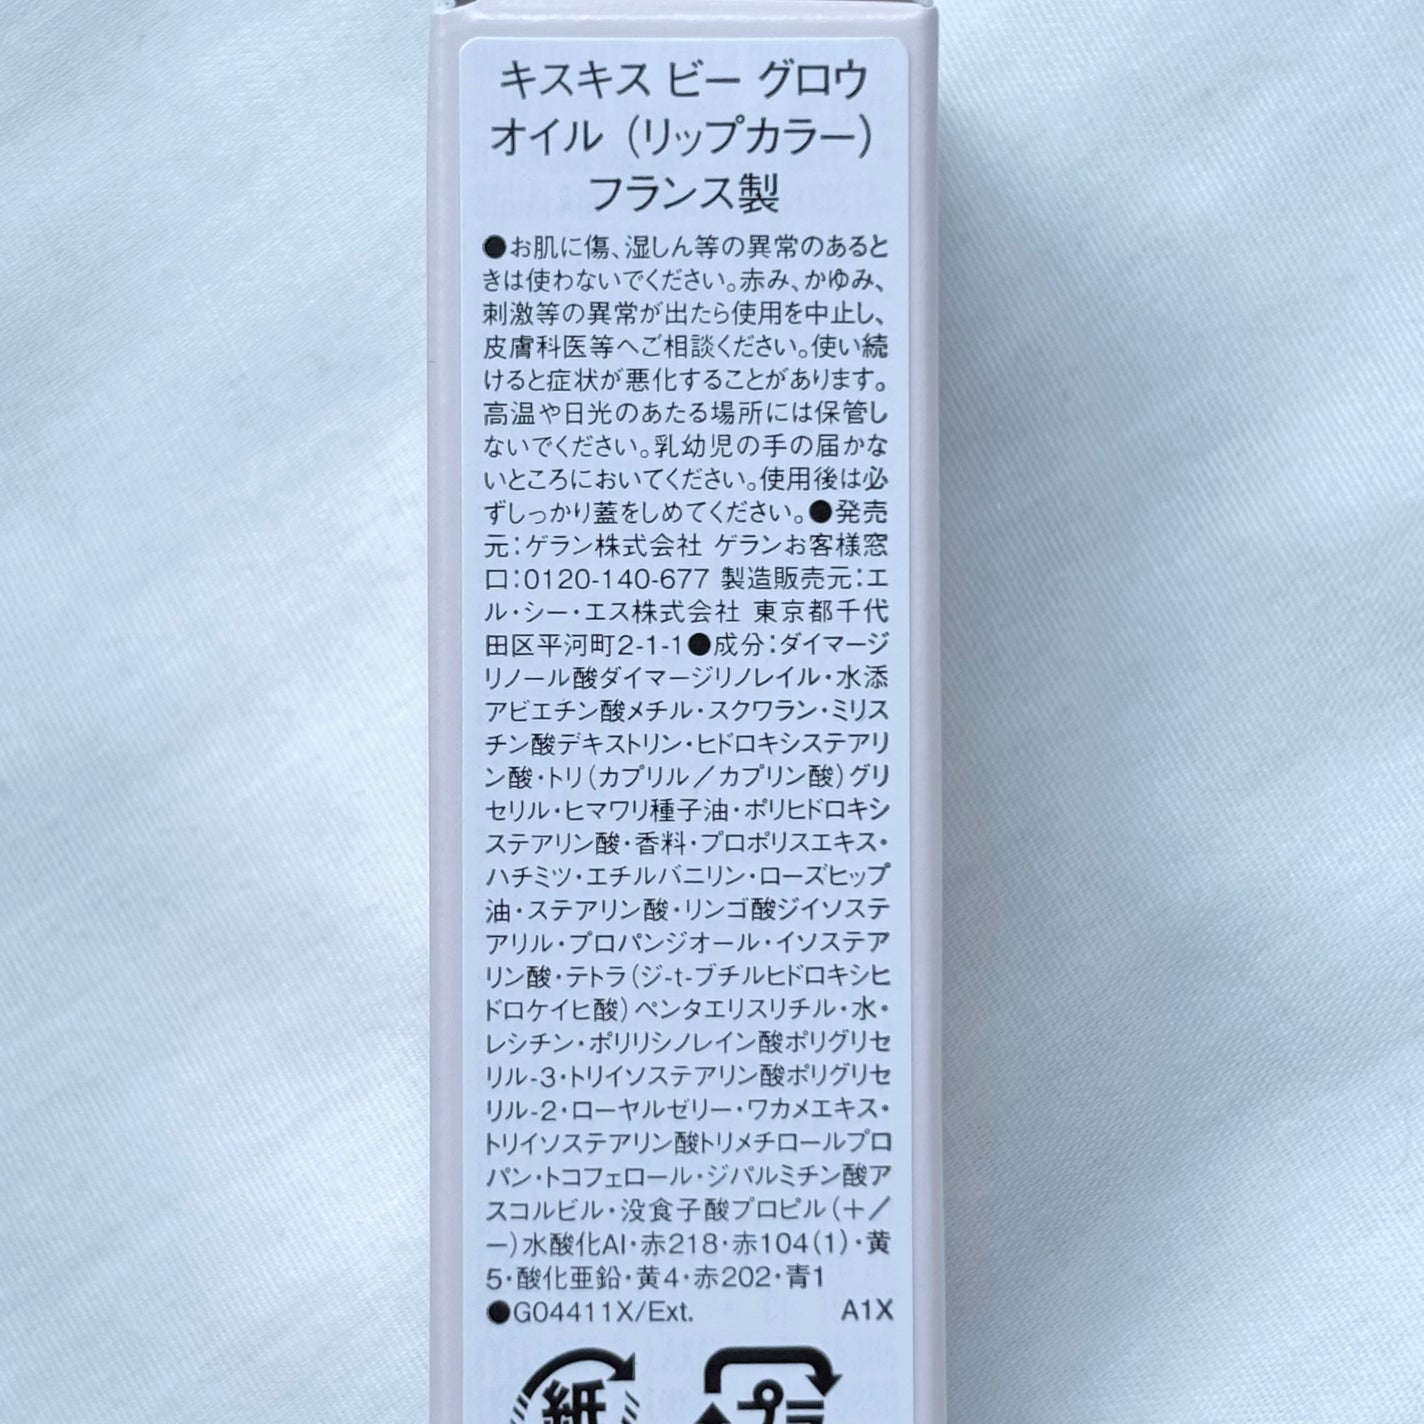 キスキス ビー グロウ
オイル（リップカラー）
フランス製
●お肌に傷、湿しん等の異常のあると
きは使わないでください。赤み、かゆみ、
刺激等の異常が出たら使用を中止し、
皮膚科医等へご相談ください。使い続
けると症状が悪化することがあります。
高温や日光のあたる場所には保管し
ないでください。乳幼児の手の届かな
いところにおいてください。使用後は必
ずしっかり蓋をしめてください。●発売
元：ゲラン株式会社 ゲランお客様窓
口：0120-140-677 製造販売元：エ
ル・シー・エス株式会社 東京都千代
田区平河町2-1-1●成分：ダイマージ
リノール酸ダイマージリノレイル・水添
アビエチン酸メチル・スクワラン・ミリス
チン酸デキストリン・ヒドロキシステアリ
ン酸・トリ（カプリル／カプリン酸）グリ
セリル・ヒマワリ種子油・ポリヒドロキシ
ステアリン酸・香料・プロポリスエキス・
ハチミツ・エチルバニリン・ローズヒップ
油・ステアリン酸・リンゴ酸ジイソステ
アリル・プロパンジオール・イソステア
リン酸・テトラ（ジ-t-ブチルヒドロキシヒ
ドロケイヒ酸）ペンタエリスリチル・水・
レシチン・ポリリシノレイン酸ポリグリセ
リル-3・トリイソステアリン酸ポリグリセ
リル-2・ローヤルゼリー・ワカメエキス・
トリイソステアリン酸トリメチロールプロ
パン・トコフェロール・ジパルミチン酸ア
スコルビル・没食子酸プロピル（＋／
ー）水酸化Al・赤218・赤104（1）・黄
5・酸化亜鉛・黄4・赤202・青1
●G04411X/Ext. A1X
紙 プラ